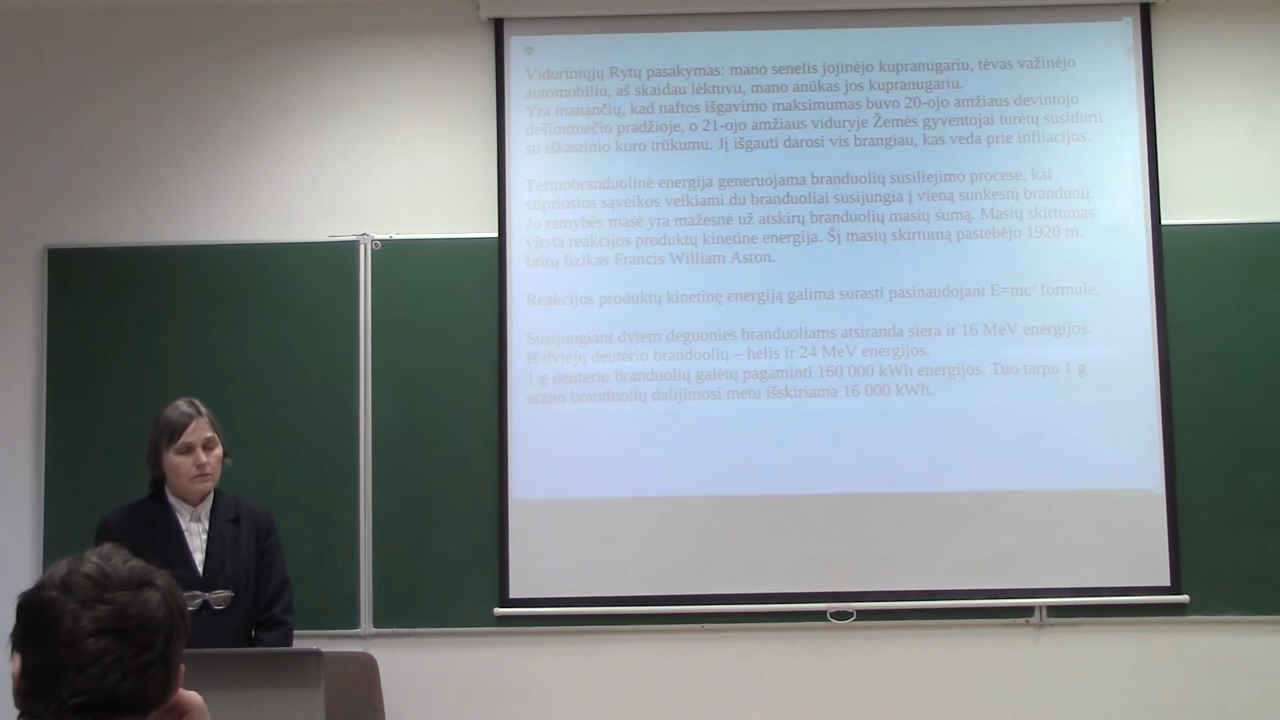 Viduriniųjų Rytų pasakymas: mano senelis jojinėjo kupranugariu, tėvas važinėjo
automobiliu, aš skaidau lėktuvu, mano anūkas jos kupranugariu.
Yra manančių, kad naftos išgavimo maksimumas buvo 20-ojo amžiaus devintojo
dešimtmečio pradžioje, o 21-ojo amžiaus viduryje Žemės gyventojai turėtų susidurti
su iškastinio kuro trūkumu. Jį išgauti darosi vis brangiau, kas veda prie infliacijos.
Termobranduolinė energija generuojama branduolių susiliejimo procese, kai
stipriosios sąveikos veikiami du branduoliai susijungia į vieną sunkesnį branduolį.
Jo ramybės masė yra mažesnė už atskirų branduolių masių sumą. Masių skirtumas
virsta reakcijos produktų kinetine energija. Šį masių skirtumą pastebėjo 1920 m.
britų fizikas Francis William Aston.
Reakcijos produktų kinetinę energiją galima surasti pasinaudojant E=mc² formule.
Susijungiant dviem deguonies branduoliams atsiranda siera ir 16 MeV energijos.
Iš dviejų deuterio branduolių – helis ir 24 MeV energijos.
1 g deuterio branduolių galėtų pagaminti 160 000 kWh energijos. Tuo tarpu 1 g
urano branduolių dalijimosi metu išskiriama 16 000 kWh.